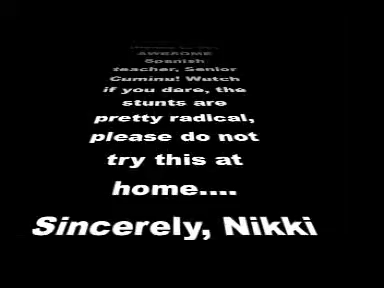 AWESOME
Spanish
teacher, Senior
Cuminu! Watch
if you dare, the
stunts are
pretty radical,
please do not
try this at
home....
Sincerely, Nikki